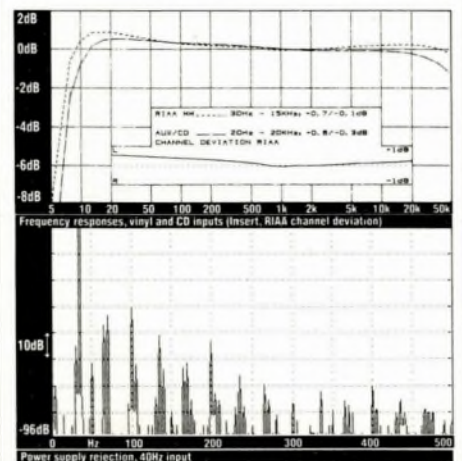 2dB
0dB
-2dB
-4dB
-6dB
-8dB
RIAA MM ------ 30Hz - 15KHz, +0.7/-0.1dB
AUX/CD — — 20Hz - 20KHz, +0.5/-0.3dB
CHANNEL DEVIATION RIAA
L
+1dB
R
-1dB
5 10 20 50 100 200 500 1k 2k 5k 10k 20k 50k
Frequency responses, vinyl and CD inputs (Insert, RIAA channel deviation)
10dB
-96dB
0 Hz 100 200 300 400 500
Power supply rejection, 40Hz input